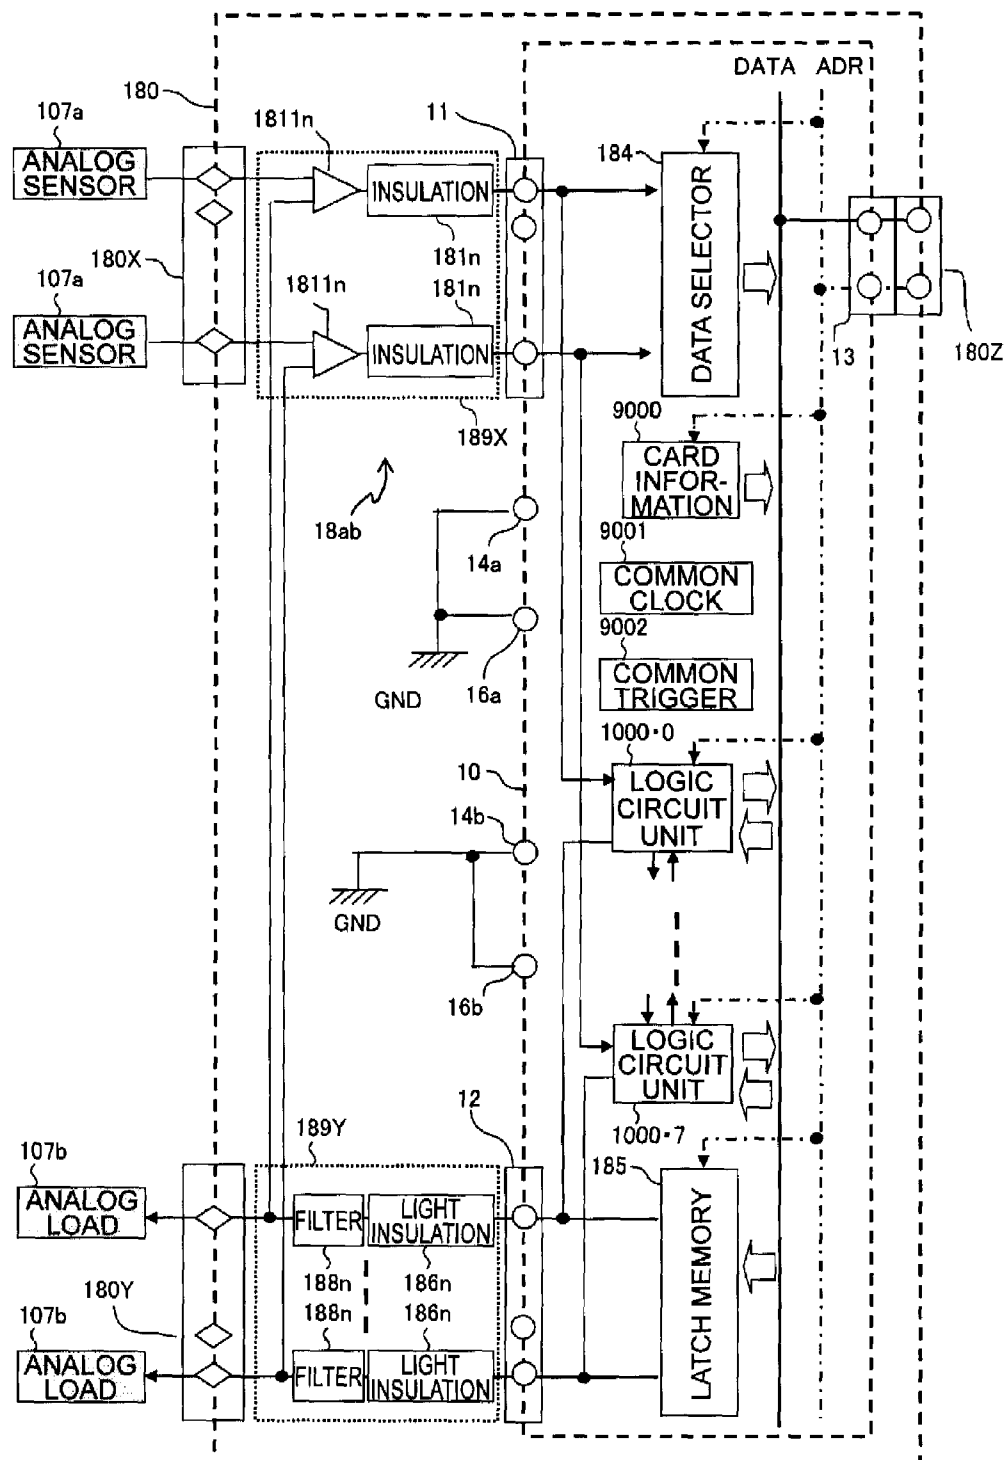 DATA ADR
180
107a
ANALOG
SENSOR
1811n
11
184
INSULATION
181n
DATA SELECTOR
180X
107a
ANALOG
SENSOR
1811n
181n
INSULATION
13
180Z
189X
9000
CARD
INFOR-
MATION
18ab
14a
9001
COMMON
CLOCK
9002
COMMON
TRIGGER
16a
GND
1000·0
LOGIC
CIRCUIT
UNIT
10
14b
GND
16b
LOGIC
CIRCUIT
UNIT
1000·7
12
189Y
185
107b
ANALOG
LOAD
FILTER
LIGHT
INSULATION
188n
186n
LATCH MEMORY
180Y
107b
188n
186n
ANALOG
LOAD
FILTER
LIGHT
INSULATION